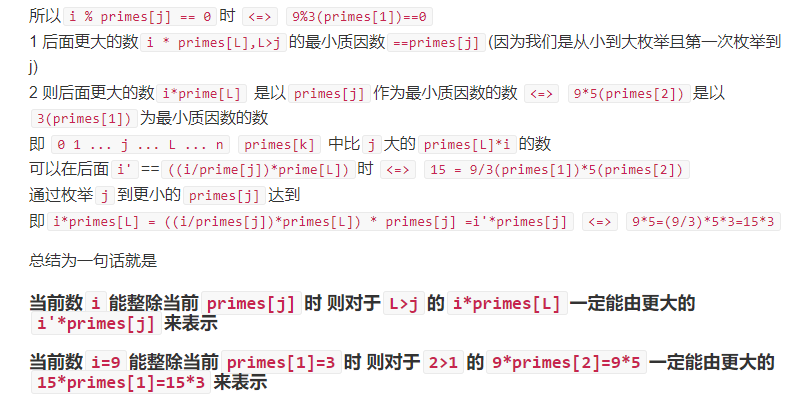 所以 i % primes[j] == 0 时 <=> 9%3(primes[1])==0
1 后面更大的数 i * primes[L],L>j 的最小质因数 ==primes[j] (因为我们是从小到大枚举且第一次枚举到
j)
2 则后面更大的数 i*prime[L] 是以 primes[j] 作为最小质因数的数 <=> 9*5(primes[2]) 是以
3(primes[1]) 为最小质因数的数
即 0 1 ... j ... L ... n primes[k] 中比 j 大的 primes[L]*i 的数
可以在后面 i' == ((i/prime[j])*prime[L]) 时 <=> 15 = 9/3(primes[1])*5(primes[2])
通过枚举 j 到更小的 primes[j] 达到
即 i*primes[L] = ((i/primes[j])*primes[L]) * primes[j] =i'*primes[j] <=> 9*5=(9/3)*5*3=15*3
总结为一句话就是
当前数 i 能整除当前 primes[j] 时 则对于 L>j 的 i*primes[L] 一定能由更大的
i'*primes[j] 来表示
当前数 i=9 能整除当前 primes[1]=3 时 则对于 2>1 的 9*primes[2]=9*5 一定能由更大的
15*primes[1]=15*3 来表示